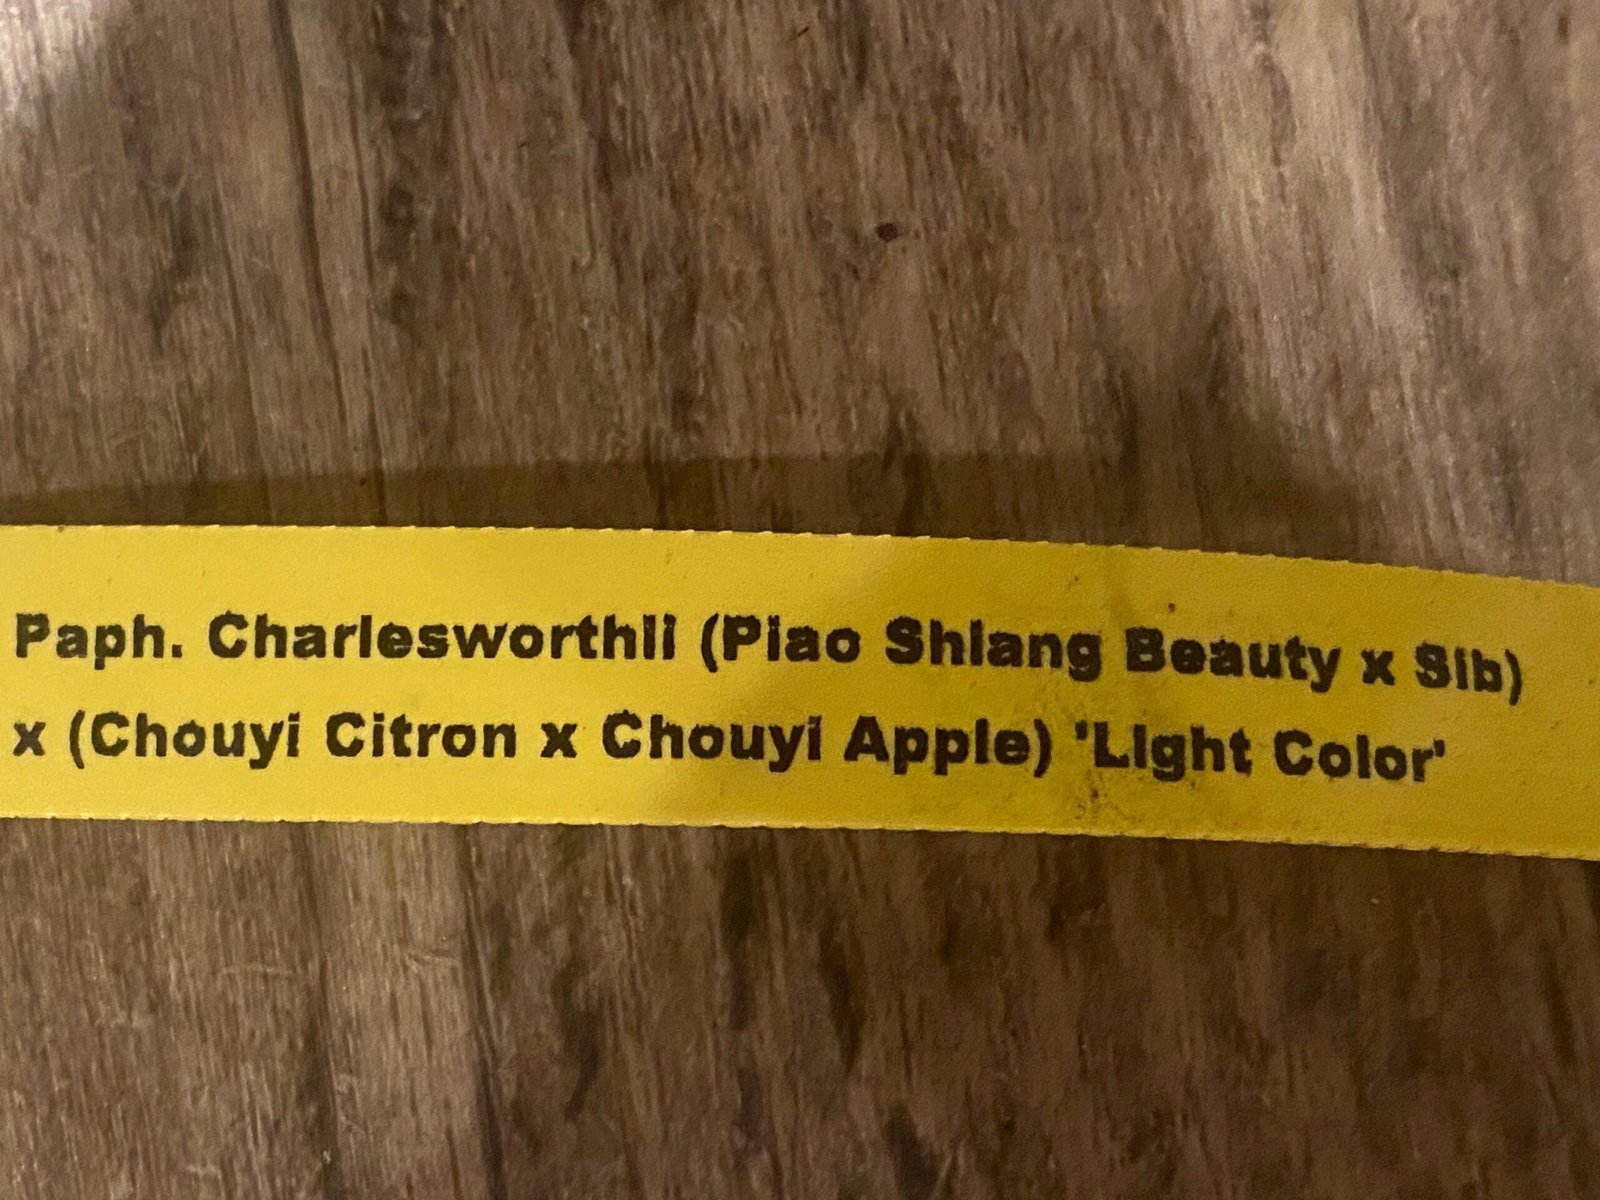 Paph. Charlesworthii (Piao Shiang Beauty x Sib)
x (Chouyi Citron x Chouyi Apple) 'Light Color'